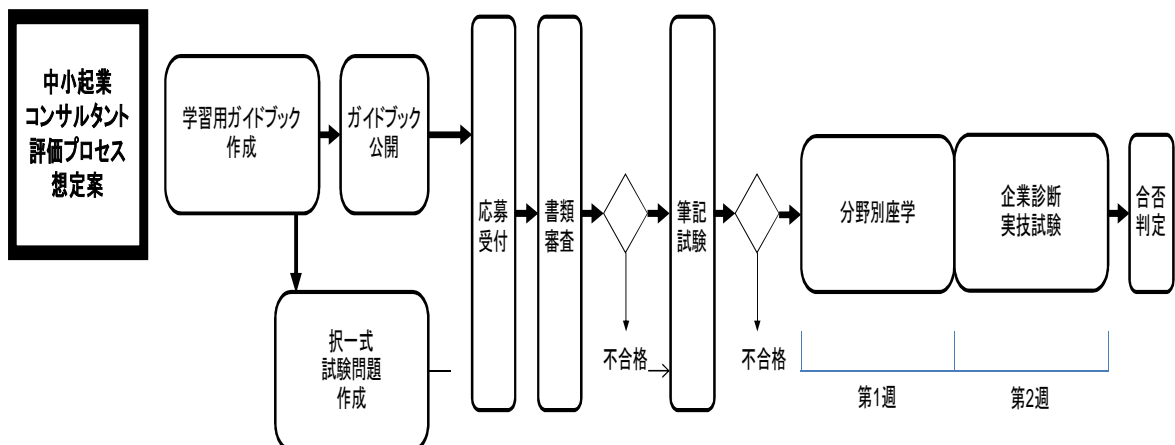 中小起業
コンサルタント
評価プロセス
想定案
学習用ガイドブック
作成
ガイドブック
公開
択一式
試験問題
作成
応募
受付
書類
審査
不合格
筆記
試験
不合格
分野別座学
企業診断
実技試験
合否
判定
第1週
第2週